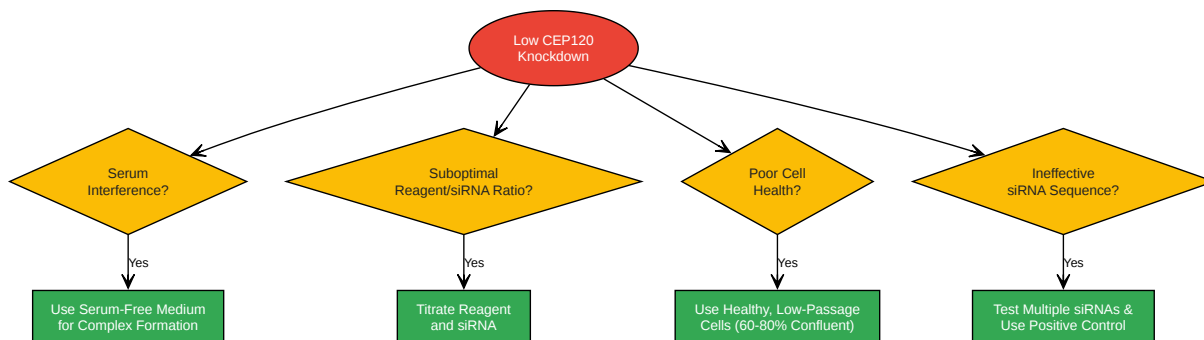 Low CEP120
Knockdown
Serum
Interference?
Suboptimal
Reagent/siRNA Ratio?
Poor Cell
Health?
Ineffective
siRNA Sequence?
Yes
Yes
Yes
Yes
Use Serum-Free Medium
for Complex Formation
Titrate Reagent
and siRNA
Use Healthy, Low-Passage
Cells (60-80% Confluent)
Test Multiple siRNAs &
Use Positive Control